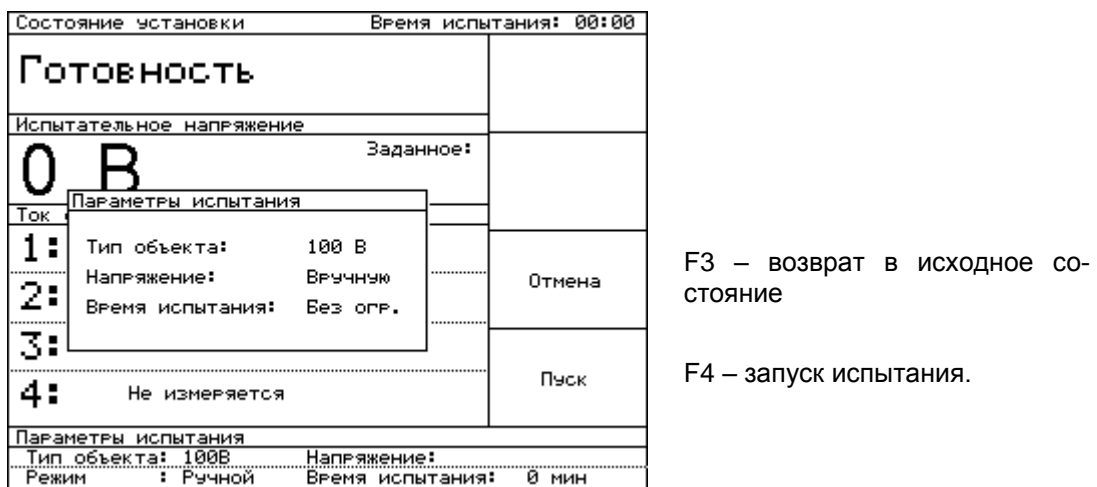 Состояние установки Время испытания: 00:00
Готовность
Испытательное напряжение
Заданное:
0 В
Параметры испытания
Ток
1:
Тип объекта: 100 В
Напряжение: Вручную
2:
Время испытания: Без огр.
3:
4: Не измеряется
Отмена
Пуск
Параметры испытания
Тип объекта: 100В Напряжение:
Режим : Ручной Время испытания: 0 мин
F3 – возврат в исходное со-
стояние
F4 – запуск испытания.